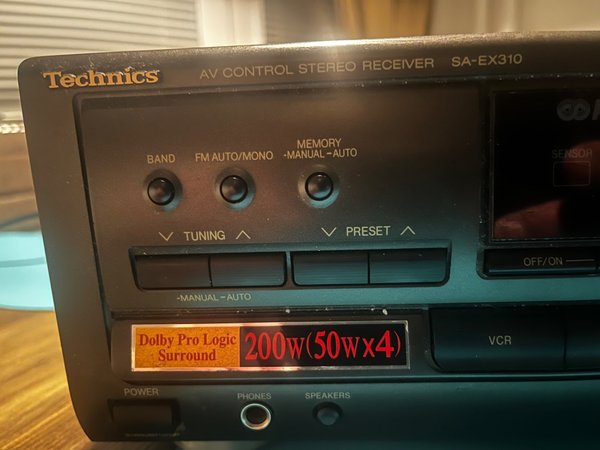 Technics
AV CONTROL STEREO RECEIVER SA-EX310
BAND
FM AUTO/MONO
MEMORY
-MANUAL -AUTO
SENSOR
TUNING
PRESET
OFF/ON
-MANUAL -AUTO
Dolby Pro Logic
Surround
200W(50Wx4)
VCR
POWER
PHONES
SPEAKERS